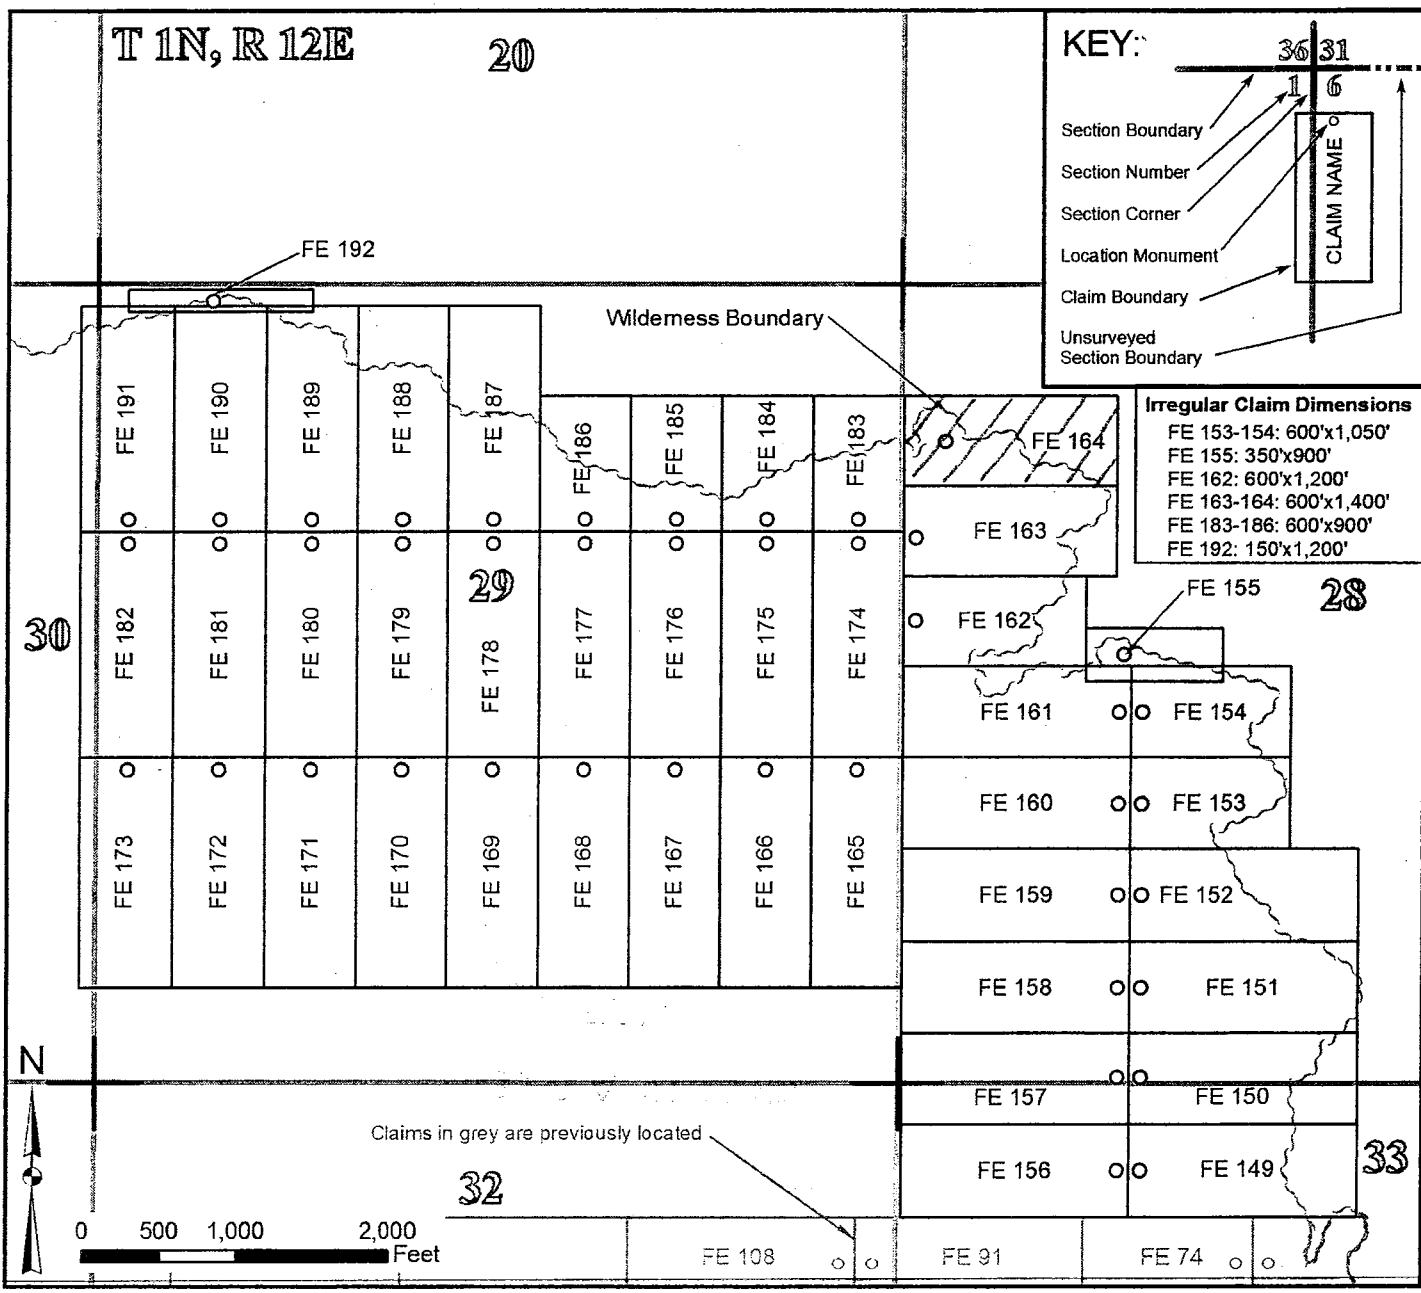 T 1N, R 12E
20
KEY:
36 31
1 6
Section Boundary
Section Number
Section Corner
Location Monument
Claim Boundary
Unsurveyed
Section Boundary
CLAIM NAME
FE 192
Wilderness Boundary
Irregular Claim Dimensions
FE 153-154: 600'x1,050'
FE 155: 350'x900'
FE 162: 600'x1,200'
FE 163-164: 600'x1,400'
FE 183-186: 600'x900'
FE 192: 150'x1,200'
FE 191
FE 190
FE 189
FE 188
FE 187
FE 186
FE 185
FE 184
FE 183
FE 164
FE 163
29
30
28
FE 155
FE 182
FE 181
FE 180
FE 179
FE 178
FE 177
FE 176
FE 175
FE 174
FE 162
FE 161
FE 154
FE 160
FE 153
FE 173
FE 172
FE 171
FE 170
FE 169
FE 168
FE 167
FE 166
FE 165
FE 159
FE 152
FE 158
FE 151
FE 157
FE 150
FE 156
FE 149
N
Claims in grey are previously located
32
33
0 500 1,000 2,000
Feet
FE 108
FE 91
FE 74